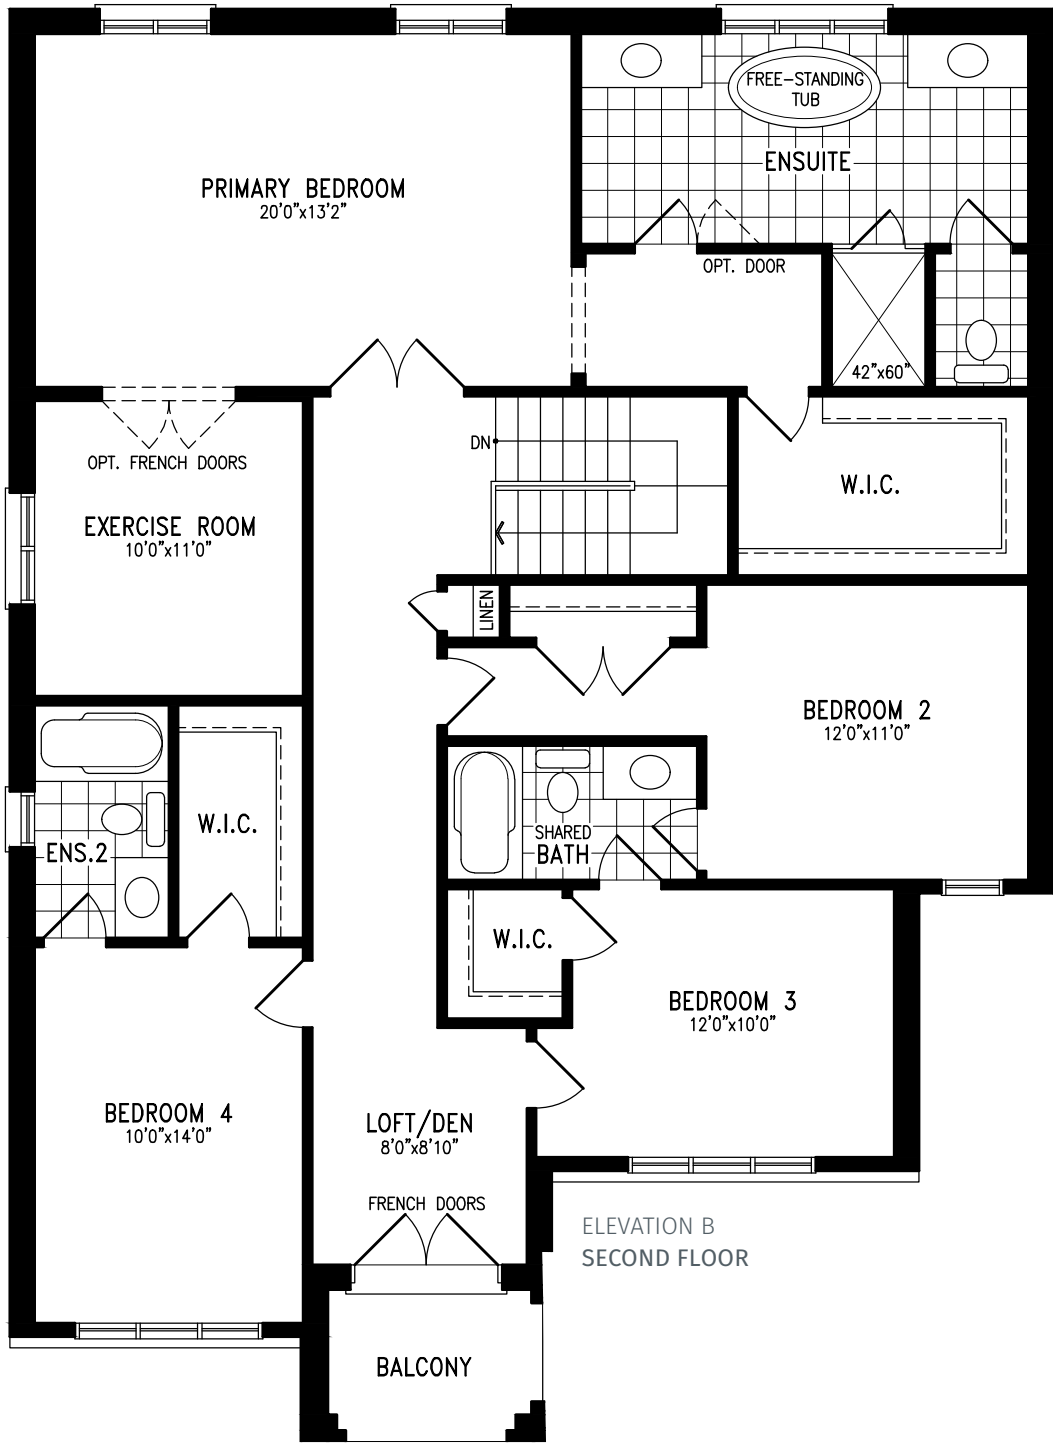 FREE-STANDING
TUB
ENSUITE
PRIMARY BEDROOM
20'0"x13'2"
OPT. DOOR
42"x60"
DN
OPT. FRENCH DOORS
W.I.C.
EXERCISE ROOM
10'0"x11'0"
LINEN
BEDROOM 2
12'0"x11'0"
W.I.C.
SHARED
BATH
ENS.2
W.I.C.
BEDROOM 3
12'0"x10'0"
BEDROOM 4
10'0"x14'0"
LOFT/DEN
8'0"x8'10"
FRENCH DOORS
ELEVATION B
SECOND FLOOR
BALCONY